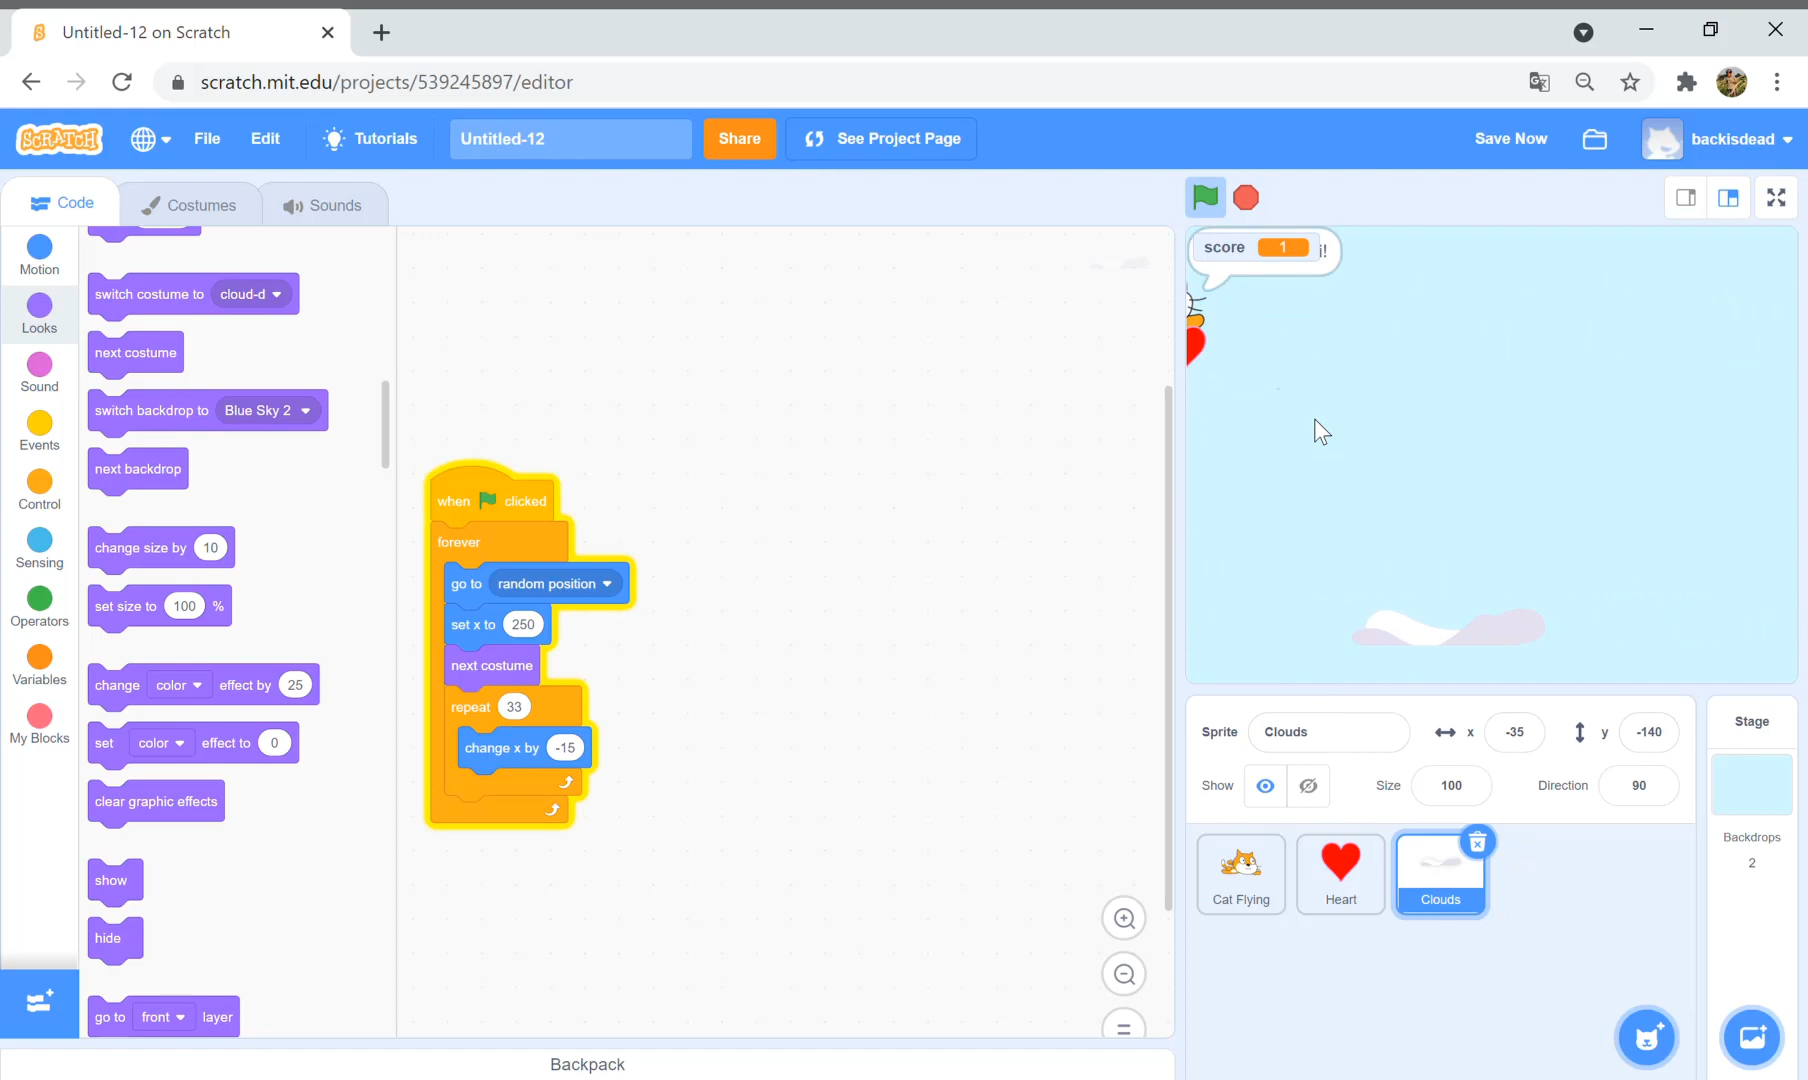 Untitled-12 on Scratch
scratch.mit.edu/projects/539245897/editor
SCRATCH
File
Edit
Tutorials
Untitled-12
Share
See Project Page
Save Now
backisdead
Code
Costumes
Sounds
Motion
Looks
Sound
Events
Control
Sensing
Operators
Variables
My Blocks
switch costume to cloud-d
next costume
switch backdrop to Blue Sky 2
next backdrop
change size by 10
set size to 100 %
change color effect by 25
set color effect to 0
clear graphic effects
show
hide
go to front layer
when clicked
forever
go to random position
set x to 250
next costume
repeat 33
change x by -15
score 1
i!
Sprite Clouds x -35 y -140
Show Size 100 Direction 90
Cat Flying
Heart
Clouds
Stage
Backdrops
2
Backpack